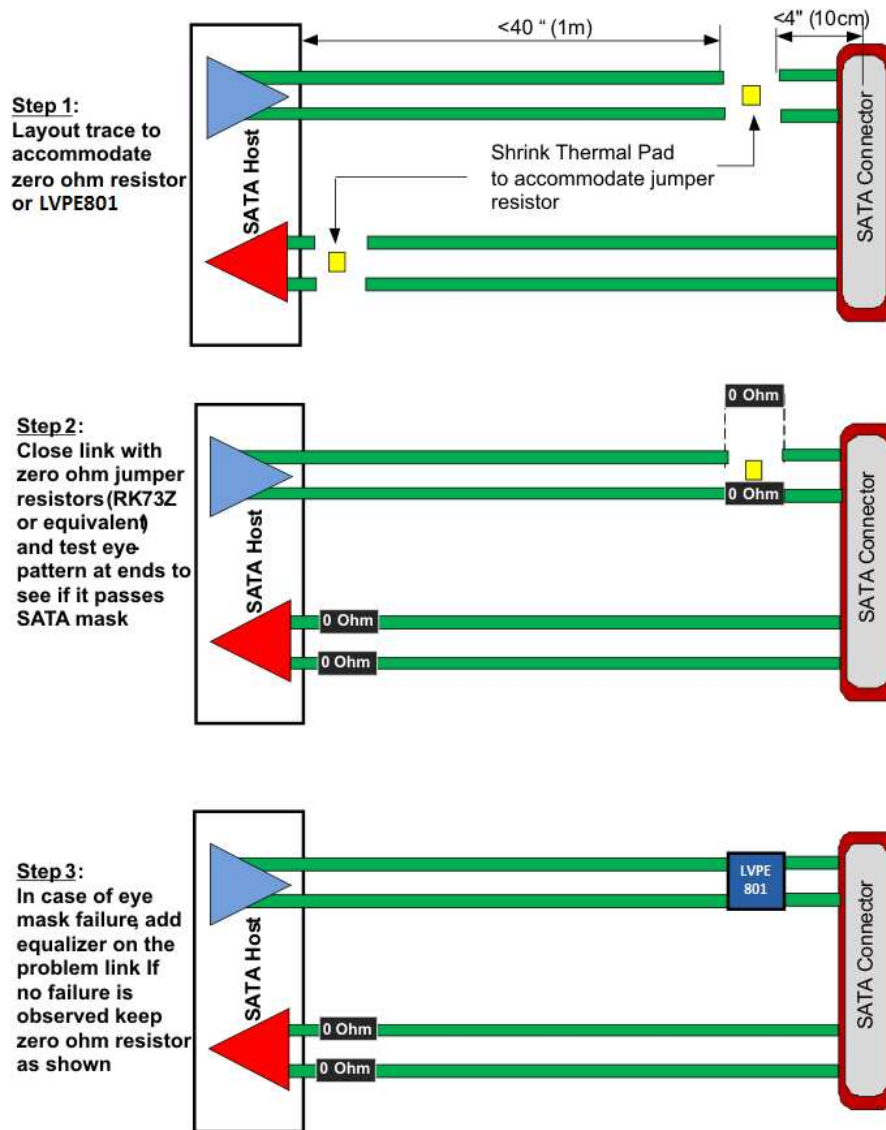 <40 “ (1m)
<4" (10cm)
Step 1:
Layout trace to
accommodate
zero ohm resistor
or LVPE801
SATA Host
Shrink Thermal Pad
to accommodate jumper
resistor
SATA Connector
0 Ohm
Step 2:
Close link with
zero ohm jumper
resistors(RK73Z
or equivalent)
and test eye-
pattern at ends to
see if it passes
SATA mask
SATA Host
0 Ohm
0 Ohm
0 Ohm
SATA Connector
Step 3:
In case of eye
mask failure, add
equalizer on the
problem link If
no failure is
observed keep
zero ohm resistor
as shown
SATA Host
LVPE
801
0 Ohm
0 Ohm
SATA Connector